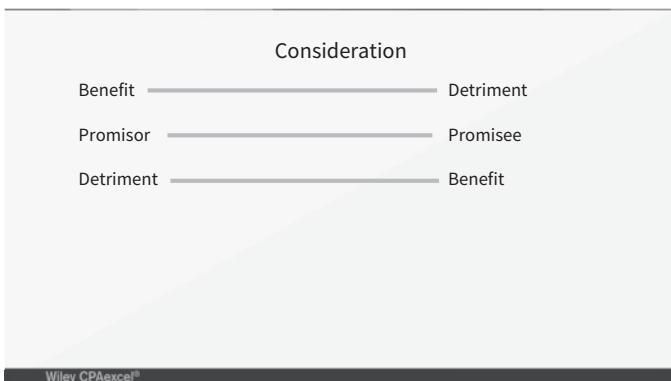 Consideration
Benefit Detriment
Promisor Promisee
Detriment Benefit
Wiley CPAexcel®